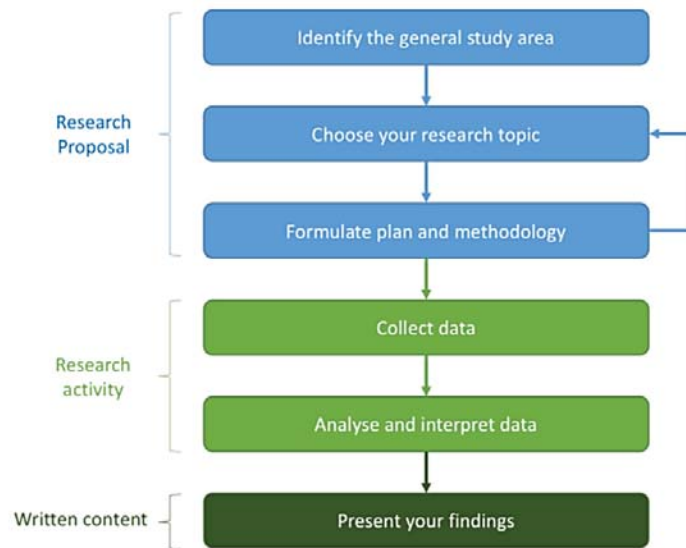 Identify the general study area
Research
Proposal
Choose your research topic
Formulate plan and methodology
Collect data
Research
activity
Analyse and interpret data
Written content
Present your findings